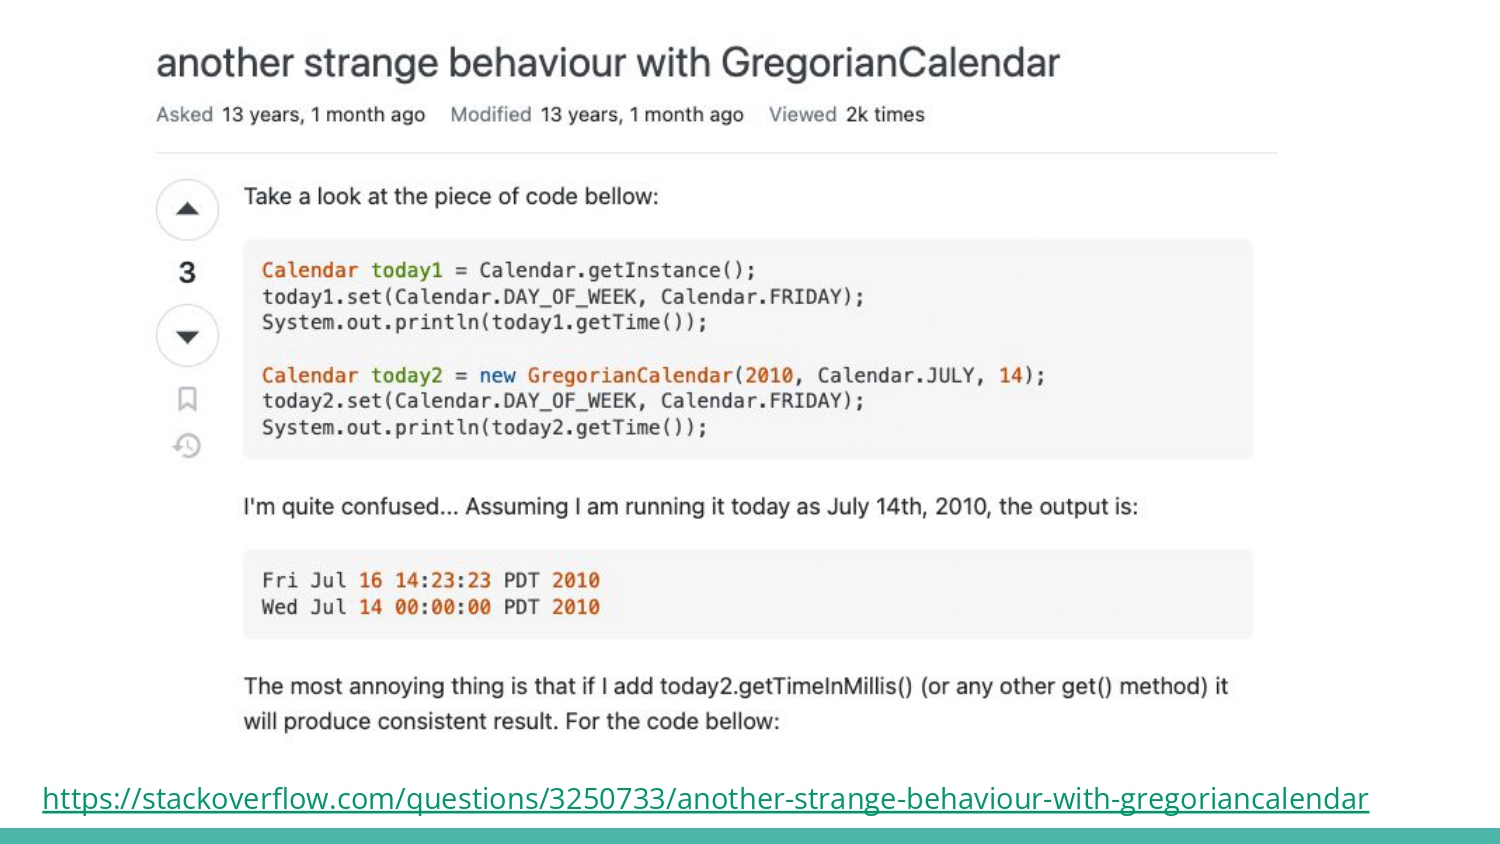 another strange behaviour with GregorianCalendar
Asked 13 years, 1 month ago Modified 13 years, 1 month ago Viewed 2k times
Take a look at the piece of code bellow:
3
Calendar today1 = Calendar.getInstance();
today1.set(Calendar.DAY_OF_WEEK, Calendar.FRIDAY);
System.out.println(today1.getTime());
Calendar today2 = new GregorianCalendar(2010, Calendar.JULY, 14);
today2.set(Calendar.DAY_OF_WEEK, Calendar.FRIDAY);
System.out.println(today2.getTime());
I'm quite confused... Assuming I am running it today as July 14th, 2010, the output is:
Fri Jul 16 14:23:23 PDT 2010
Wed Jul 14 00:00:00 PDT 2010
The most annoying thing is that if I add today2.getTimeInMillis() (or any other get() method) it
will produce consistent result. For the code bellow:
https://stackoverflow.com/questions/3250733/another-strange-behaviour-with-gregoriancalendar